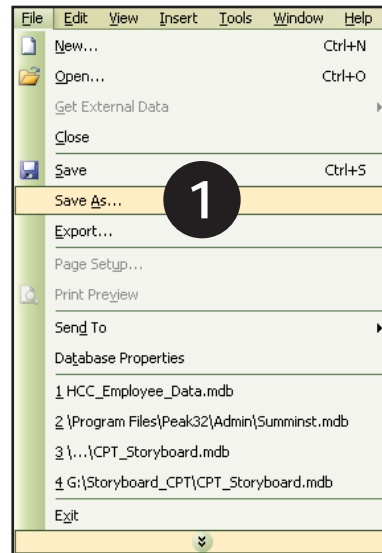 File Edit View Insert Tools Window Help
New... Ctrl+N
Open... Ctrl+O
Get External Data
Close
Save Ctrl+S
Save As...
1
Export...
Page Setup...
Print Preview
Send To
Database Properties
1 HCC_Employee_Data.mdb
2 \Program Files\Peak32\Admin\Summinst.mdb
3 \...\CPT_Storyboard.mdb
4 G:\Storyboard_CPT\CPT_Storyboard.mdb
Exit